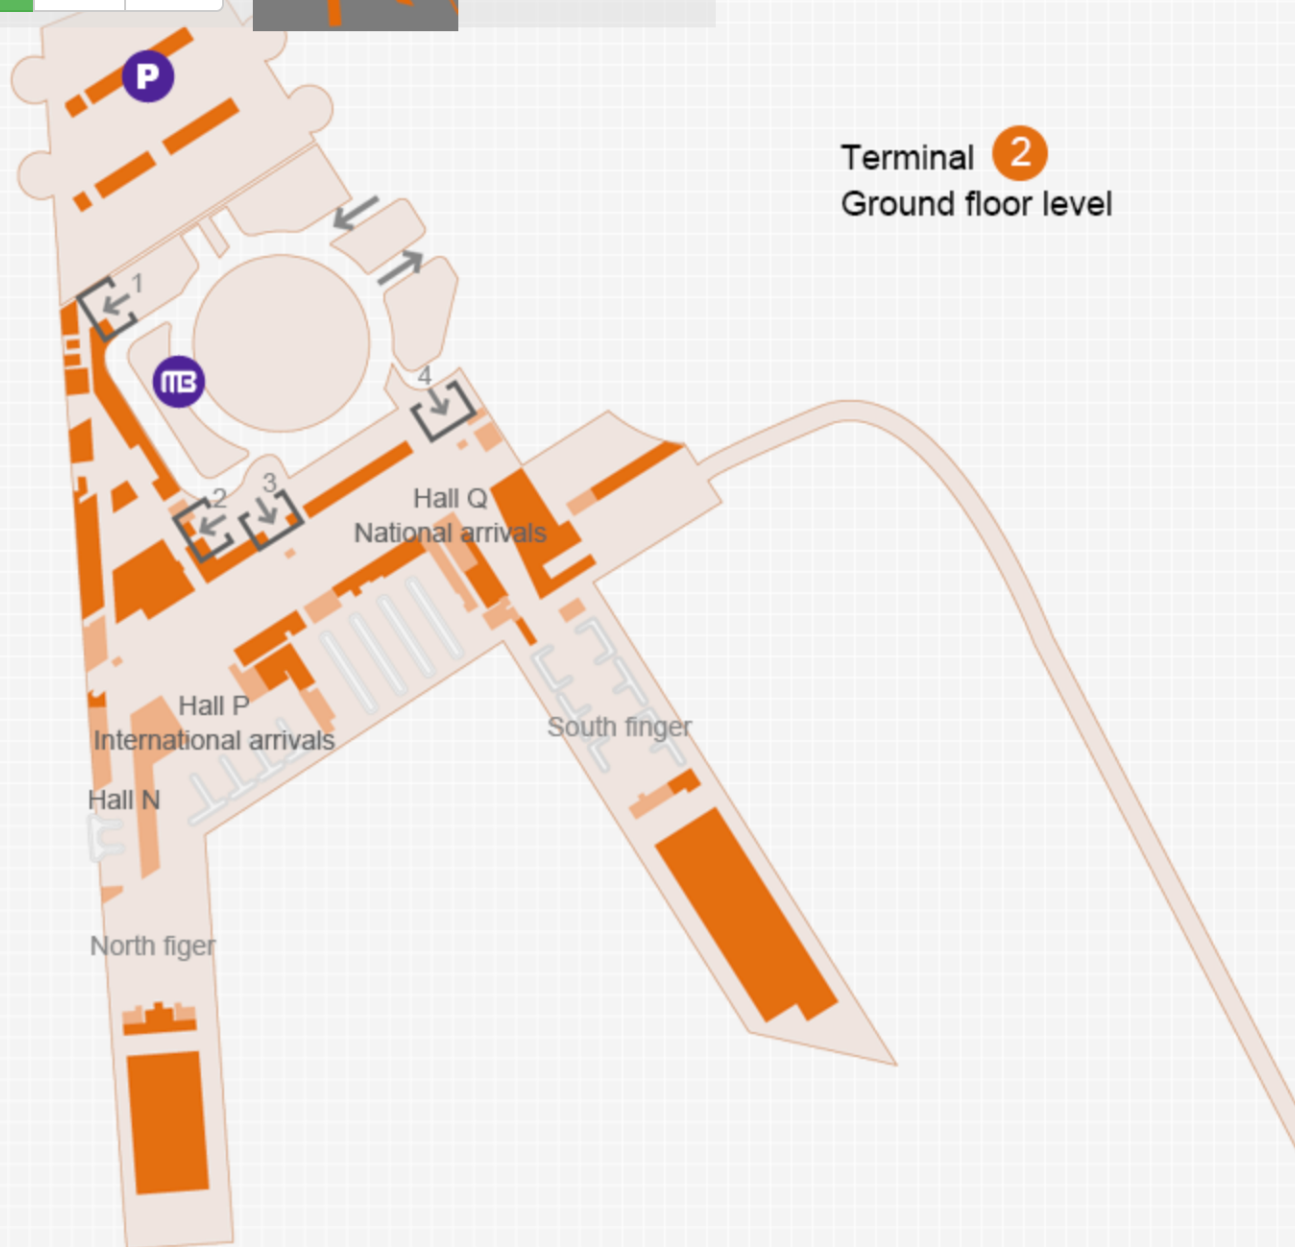 P
Terminal 2
Ground floor level
1
M3
4
3
2
Hall Q
National arrivals
Hall P
International arrivals
South finger
Hall N
North figer